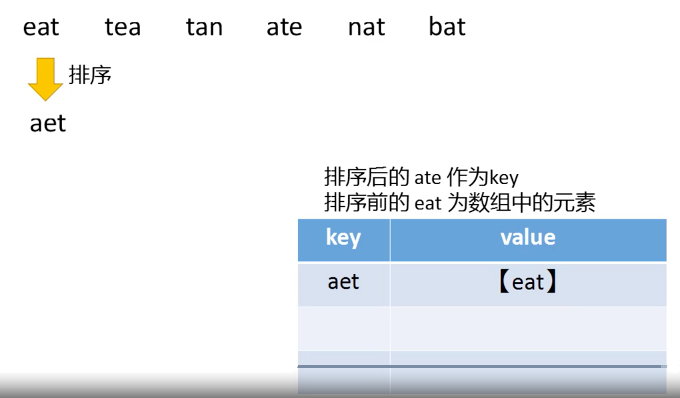 eat tea tan ate nat bat
排序
aet
排序后的 ate 作为key
排序前的 eat 为数组中的元素
key value
aet 【eat】